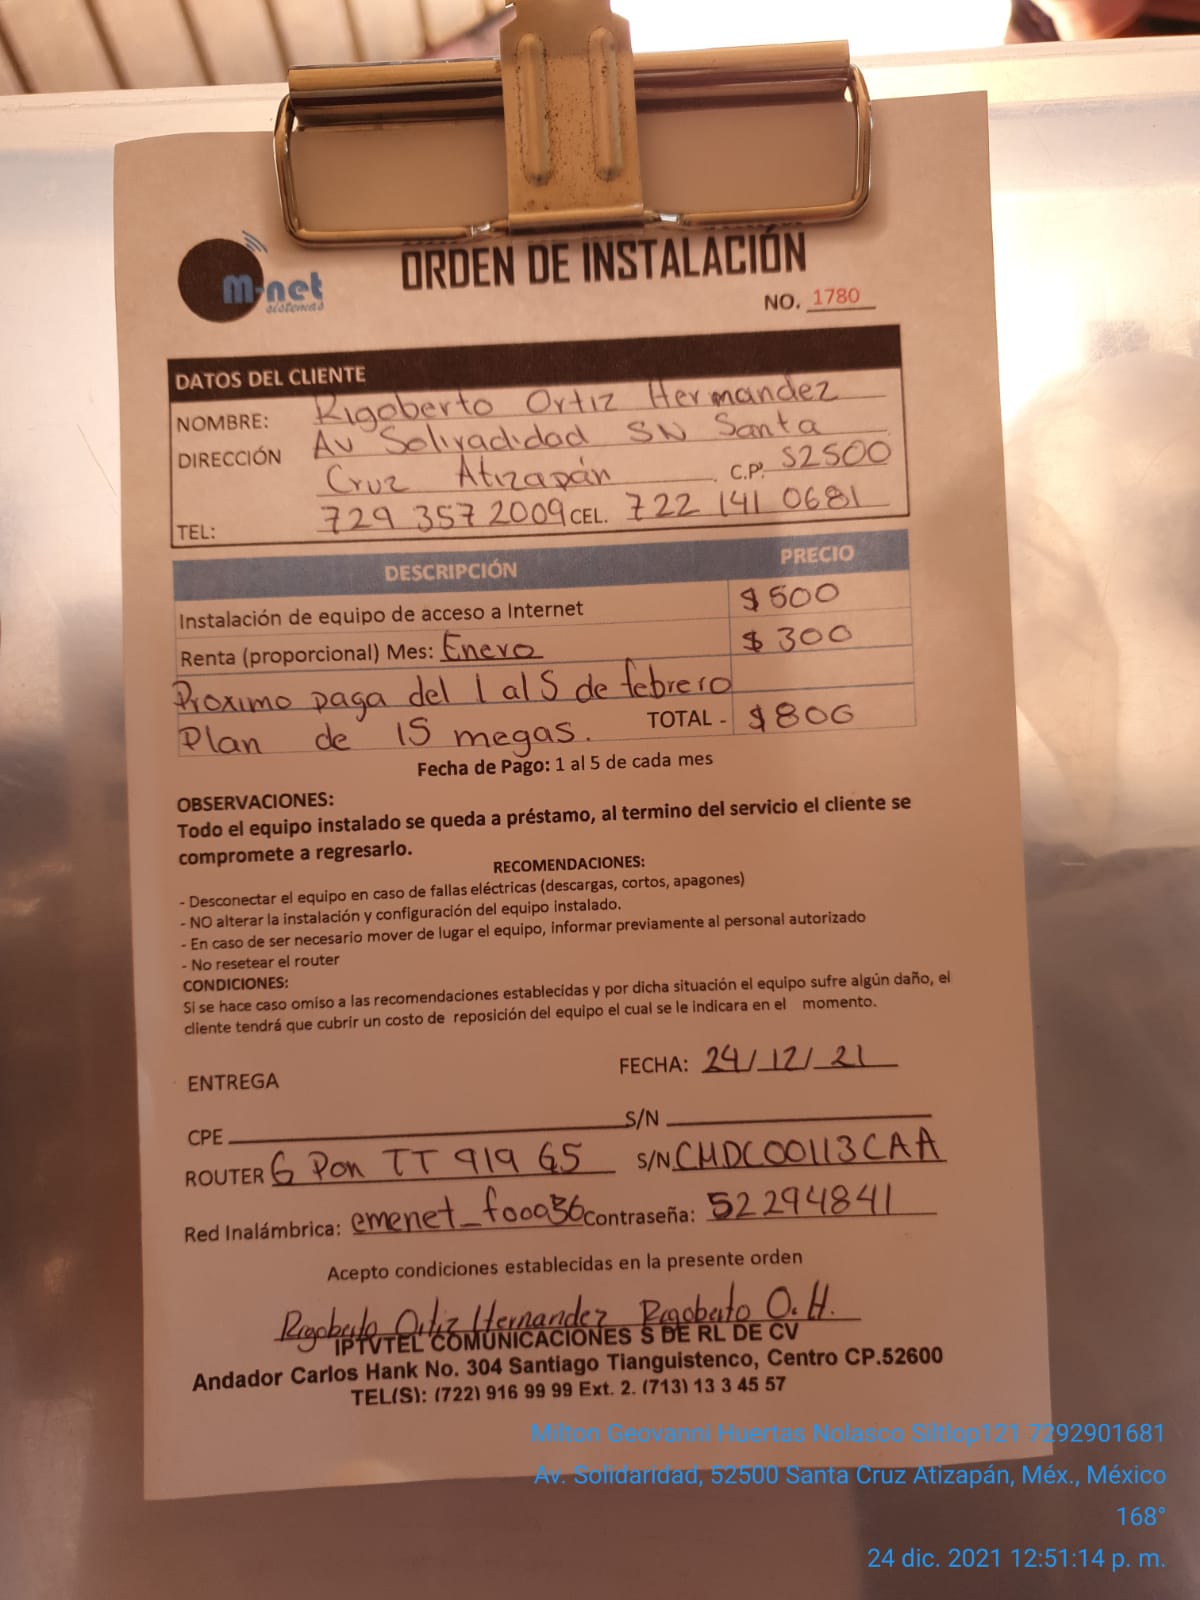 ORDEN DE INSTALACIÓN
m-net
sistemas
NO. 1780
DATOS DEL CLIENTE
NOMBRE: Rigoberto Ortiz Hernandez
DIRECCIÓN Av Solivadidad SN Santa
Cruz Atizapán C.P. 52500
TEL: 729 357 2009 CEL. 722 141 0681
DESCRIPCIÓN PRECIO
Instalación de equipo de acceso a Internet $ 500
Renta (proporcional) Mes: Enero $ 300
Proximo paga del 1 al 5 de febrero
Plan de 15 megas. TOTAL - $ 800
Fecha de Pago: 1 al 5 de cada mes
OBSERVACIONES:
Todo el equipo instalado se queda a préstamo, al termino del servicio el cliente se
compromete a regresarlo.
RECOMENDACIONES:
- Desconectar el equipo en caso de fallas eléctricas (descargas, cortos, apagones)
- NO alterar la instalación y configuración del equipo instalado.
- En caso de ser necesario mover de lugar el equipo, informar previamente al personal autorizado
- No resetear el router
CONDICIONES:
Si se hace caso omiso a las recomendaciones establecidas y por dicha situación el equipo sufre algún daño, el
cliente tendrá que cubrir un costo de reposición del equipo el cual se le indicara en el momento.
FECHA: 24/12/21
ENTREGA
CPE S/N
ROUTER G Pon TT 919 G5 S/N CMDC00113CAA
Red Inalámbrica: emenet_f00036 Contraseña: 52294841
Acepto condiciones establecidas en la presente orden
Rigoberto Ortiz Hernandez Rigoberto O. H.
IPTVTEL COMUNICACIONES S DE RL DE CV
Andador Carlos Hank No. 304 Santiago Tianguistenco, Centro CP.52600
TEL(S): (722) 916 99 99 Ext. 2. (713) 13 3 45 57
Milton Geovanni Huertas Nolasco Siltlop121 7292901681
Av. Solidaridad, 52500 Santa Cruz Atizapán, Méx., México
168°
24 dic. 2021 12:51:14 p. m.